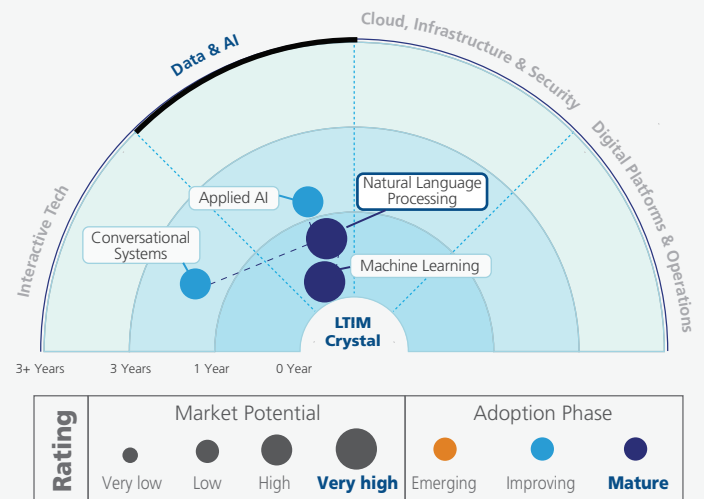 Cloud, Infrastructure & Security
Data & AI
Digital Platforms & Operations
Interactive Tech
Natural Language
Processing
Applied AI
Conversational
Systems
Machine Learning
LTIM
Crystal
3+ Years
3 Years
1 Year
0 Year
Rating
Market Potential
Adoption Phase
Very low
Low
High
Very high
Emerging
Improving
Mature